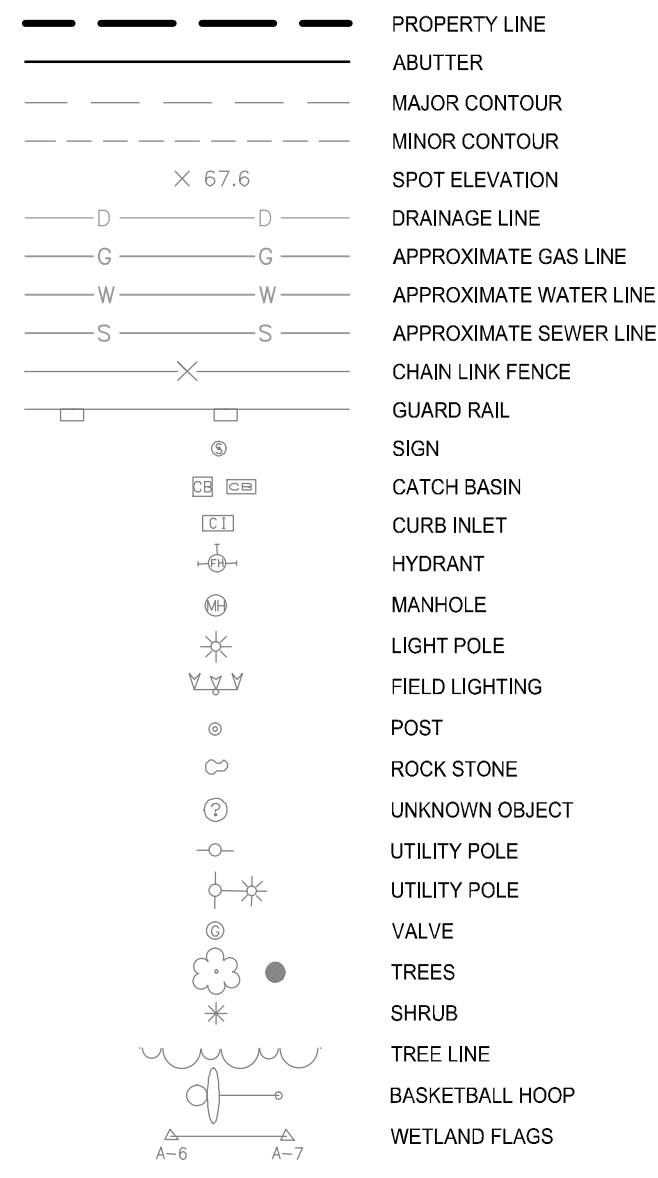 PROPERTY LINE
ABUTTER
MAJOR CONTOUR
MINOR CONTOUR
× 67.6 SPOT ELEVATION
D D DRAINAGE LINE
G G APPROXIMATE GAS LINE
W W APPROXIMATE WATER LINE
S S APPROXIMATE SEWER LINE
CHAIN LINK FENCE
GUARD RAIL
S SIGN
CB CB CATCH BASIN
CI CURB INLET
FH HYDRANT
MH MANHOLE
LIGHT POLE
FIELD LIGHTING
POST
ROCK STONE
? UNKNOWN OBJECT
UTILITY POLE
UTILITY POLE
G VALVE
TREES
SHRUB
TREE LINE
BASKETBALL HOOP
WETLAND FLAGS
A-6 A-7